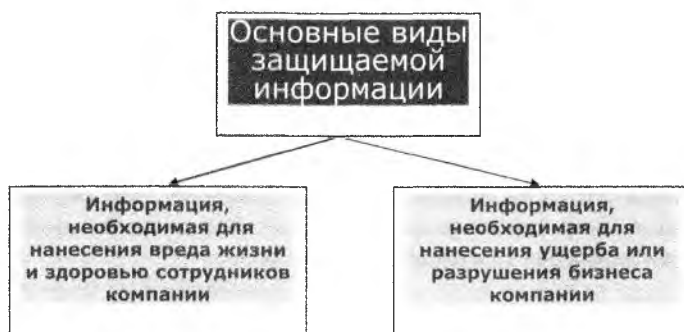 Основные виды
защищаемой
информации
Информация,
необходимая для
нанесения вреда жизни
и здоровью сотрудников
компании
Информация,
необходимая для
нанесения ущерба или
разрушения бизнеса
компании